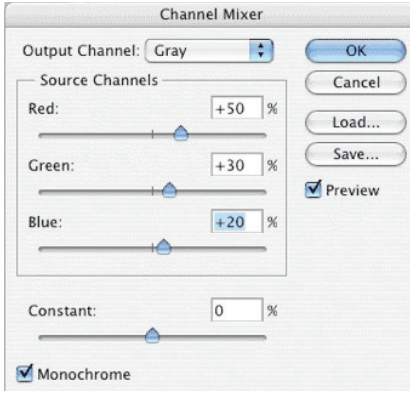 Channel Mixer
Output Channel: Gray
OK
Source Channels
Cancel
Red: +50 %
Load...
Green: +30 %
Save...
Preview
Blue: +20 %
Constant: 0 %
Monochrome